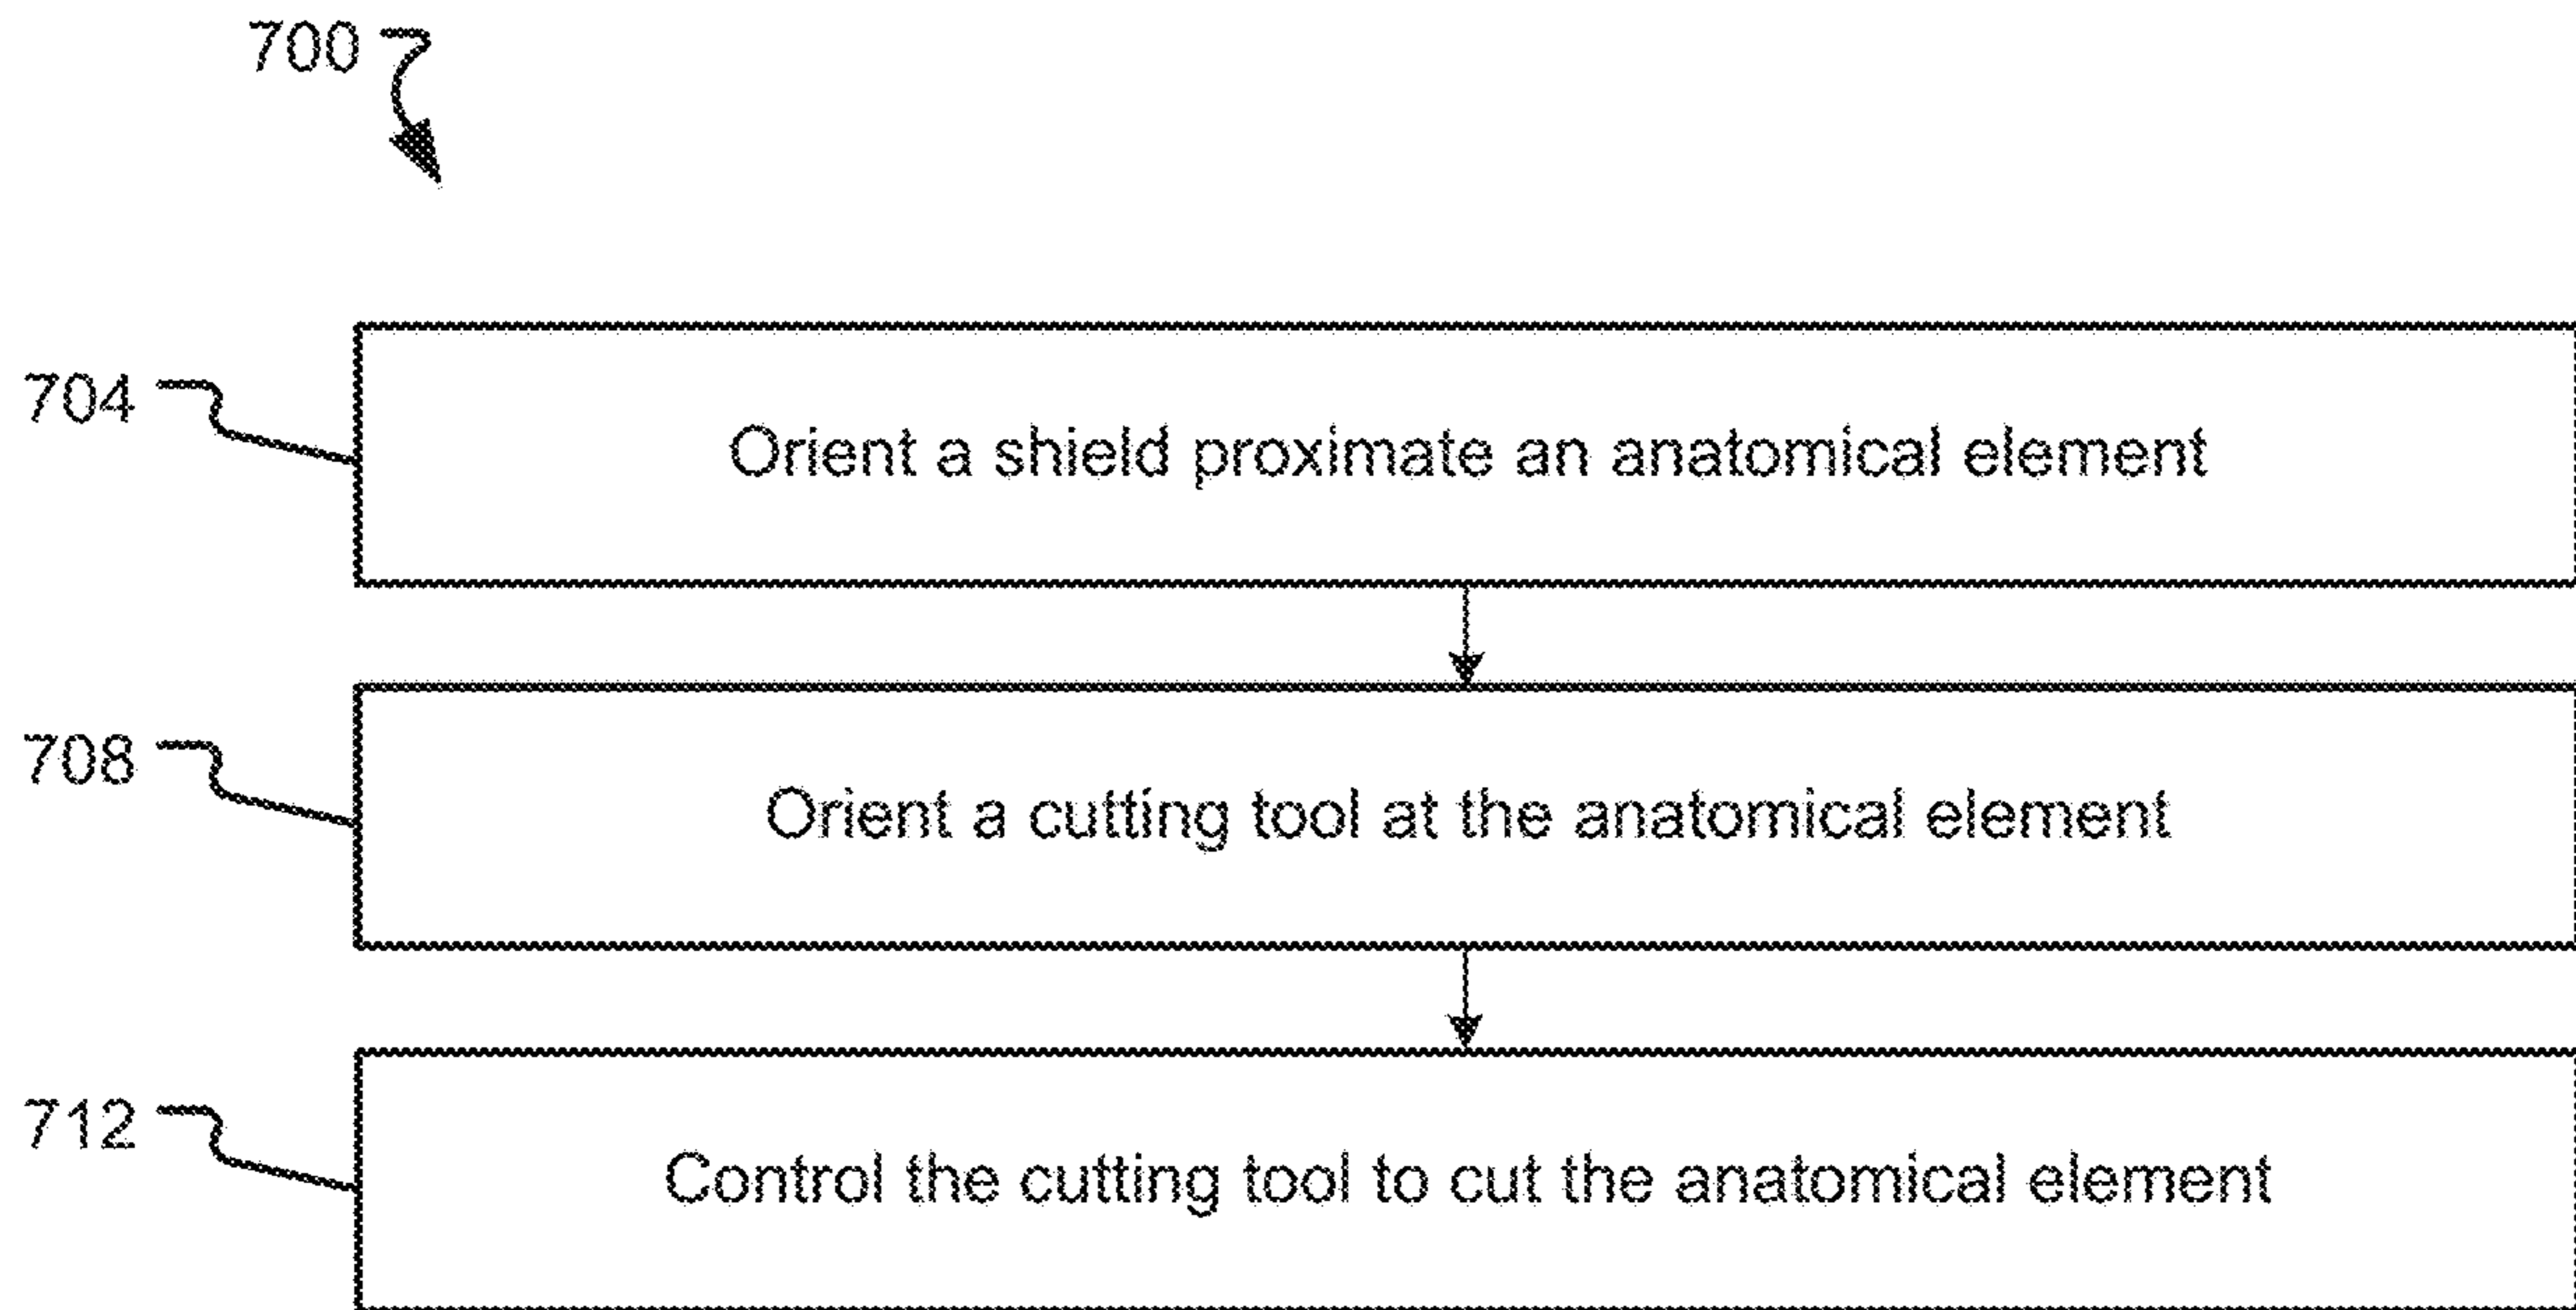 700
704
Orient a shield proximate an anatomical element
708
Orient a cutting tool at the anatomical element
712
Control the cutting tool to cut the anatomical element